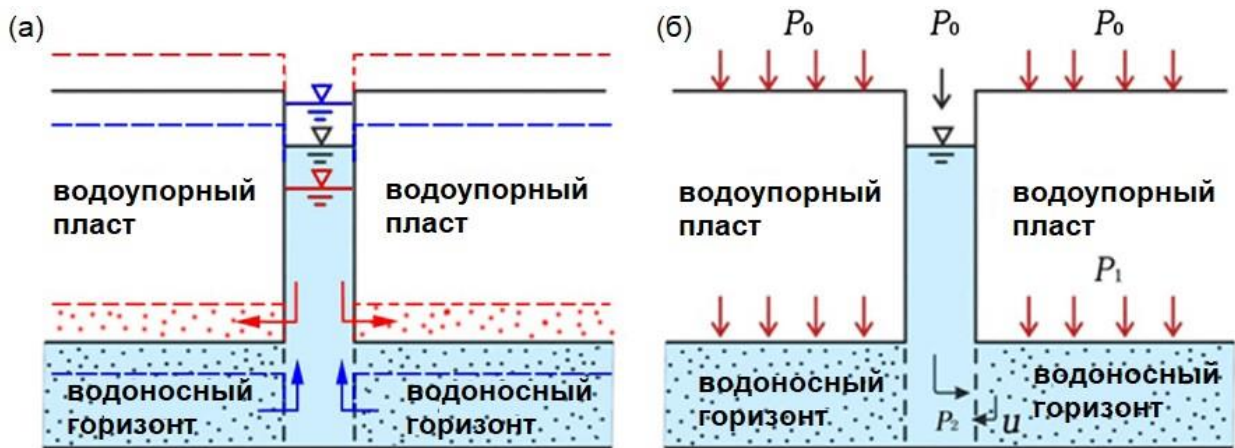 (а)
водоупорный
пласт
водоупорный
пласт
водоносный
горизонт
водоносный
горизонт
(б)
P₀ P₀ P₀
водоупорный
пласт
водоупорный
пласт
P₁
водоносный
горизонт
P₂ u
водоносный
горизонт